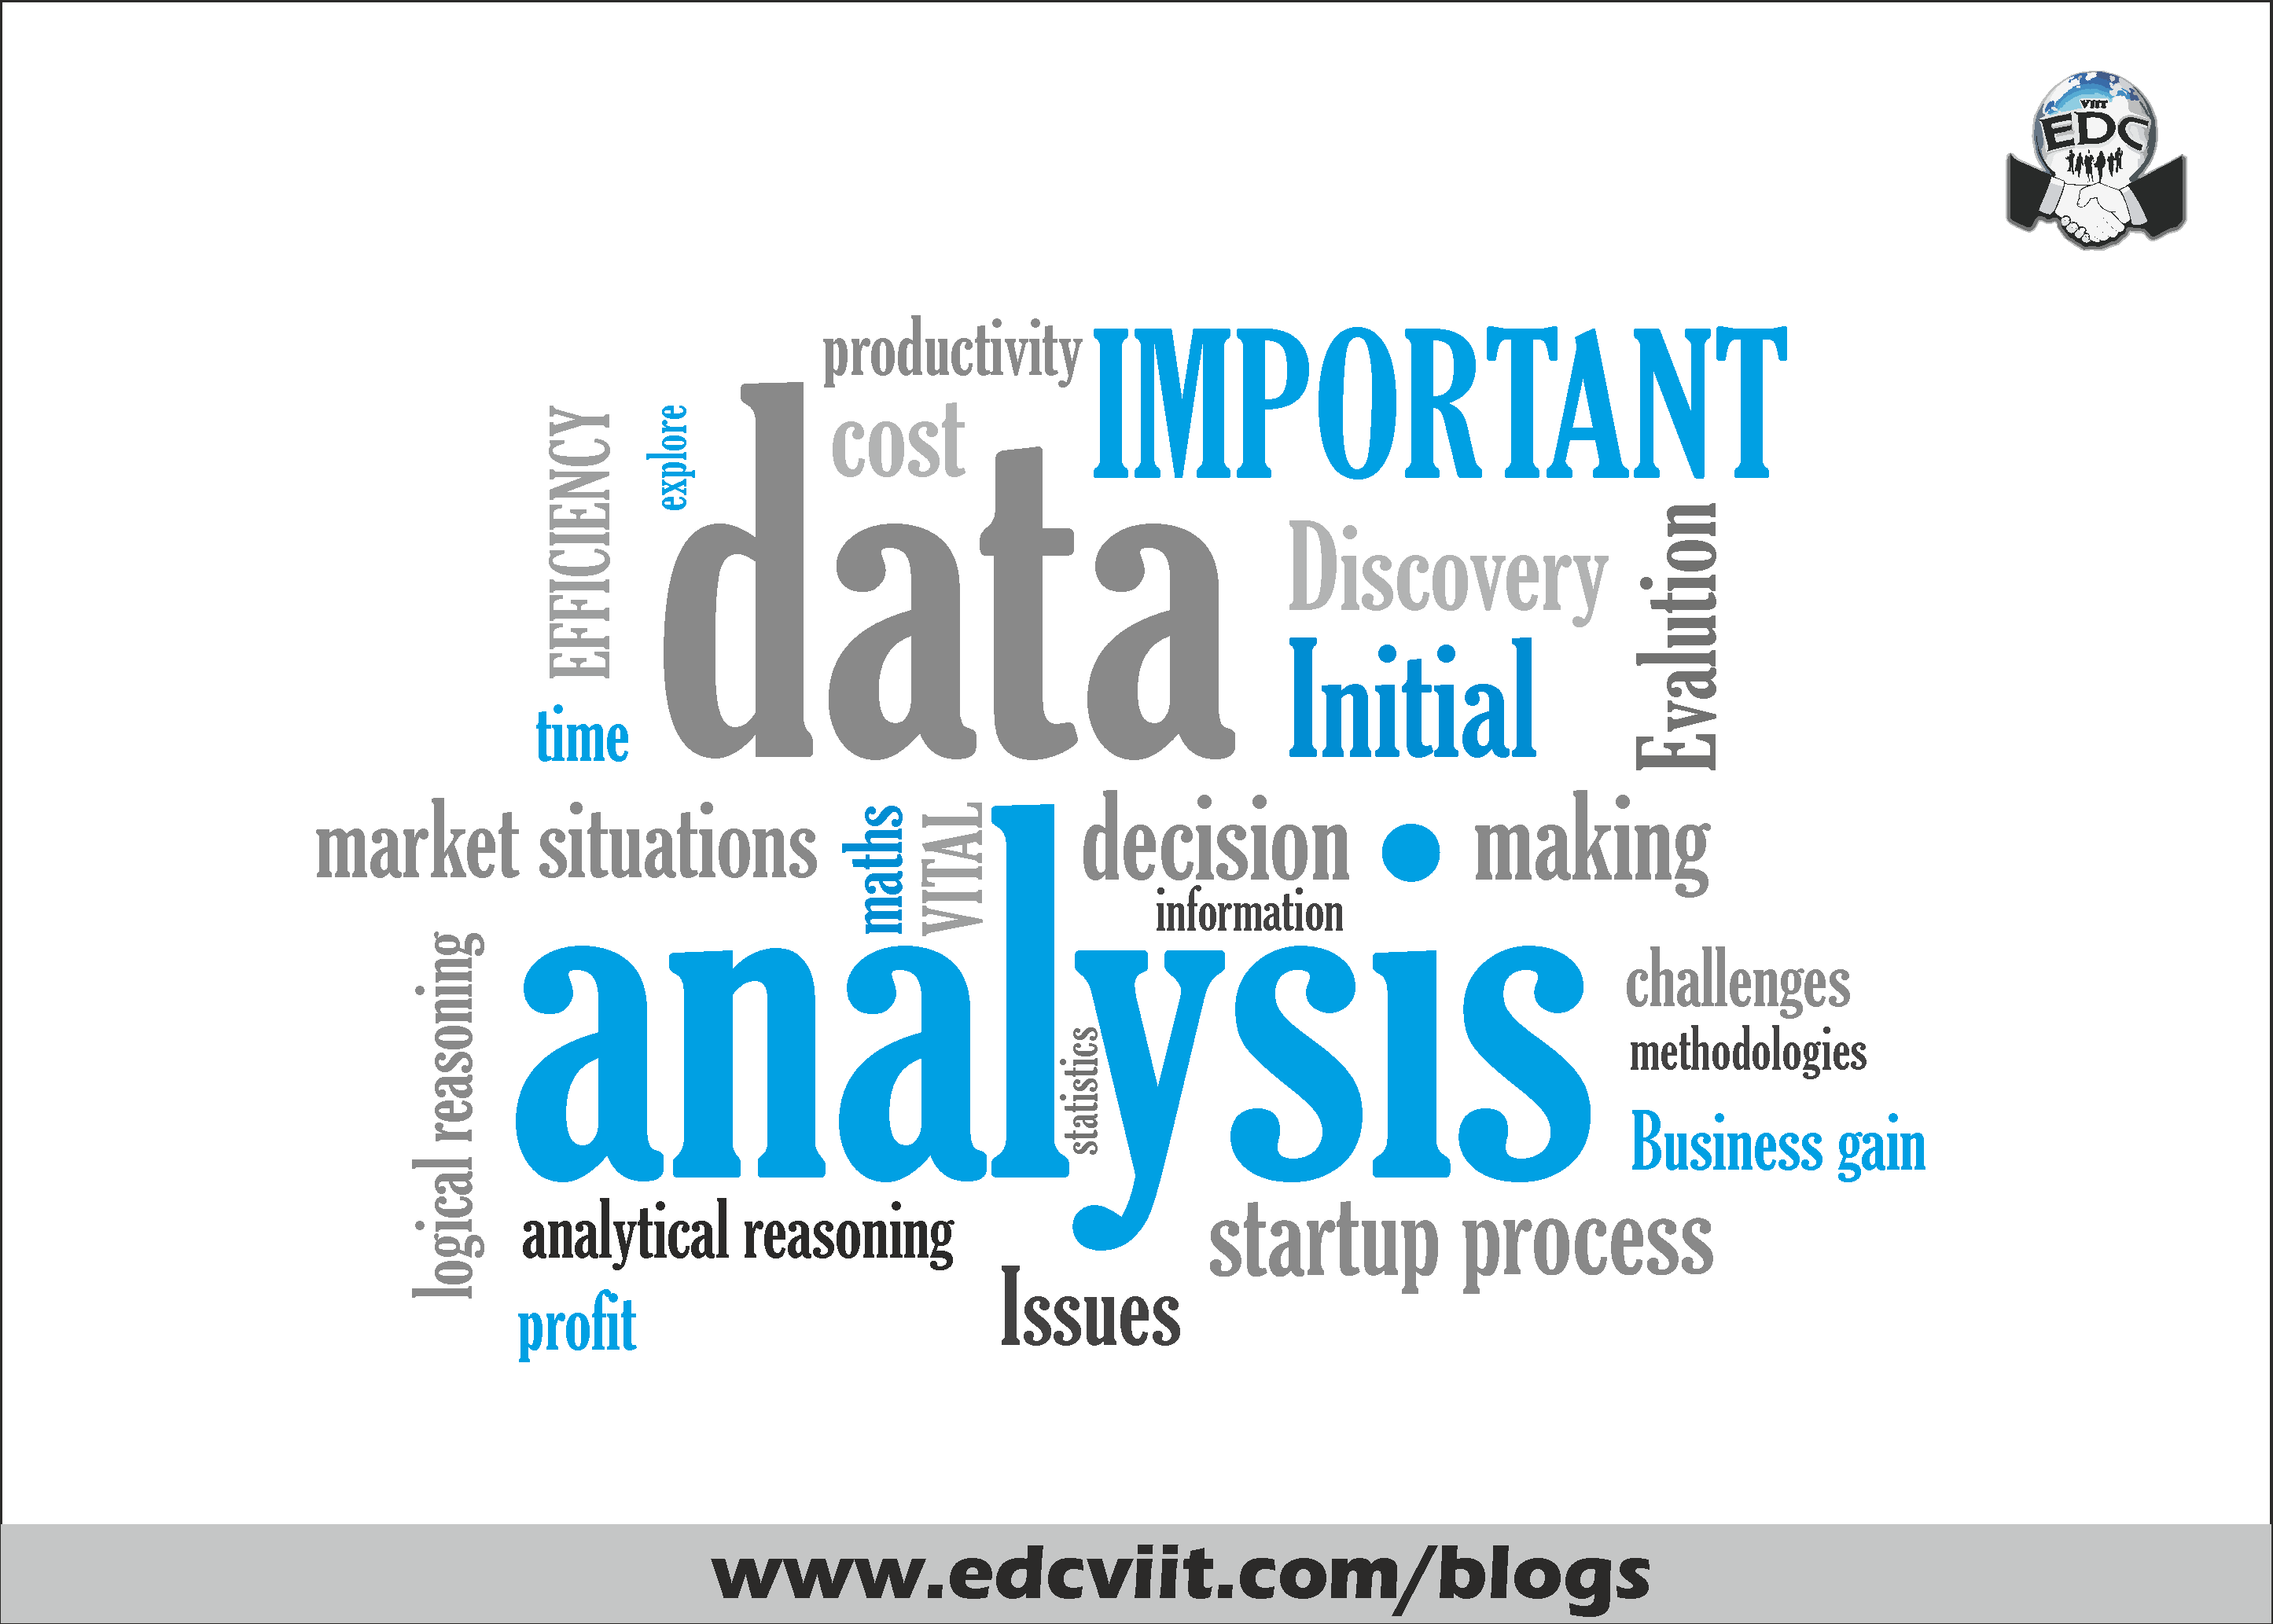 VIIT
EDC
productivity
IMPORTANT
cost
EFFICIENCY
explore
data
Discovery
Evalution
Initial
time
market situations
maths
VITAL
decision • making
information
analysis
logical reasoning
statistics
challenges
methodologies
Business gain
analytical reasoning
startup process
profit
Issues
www.edcviit.com/blogs